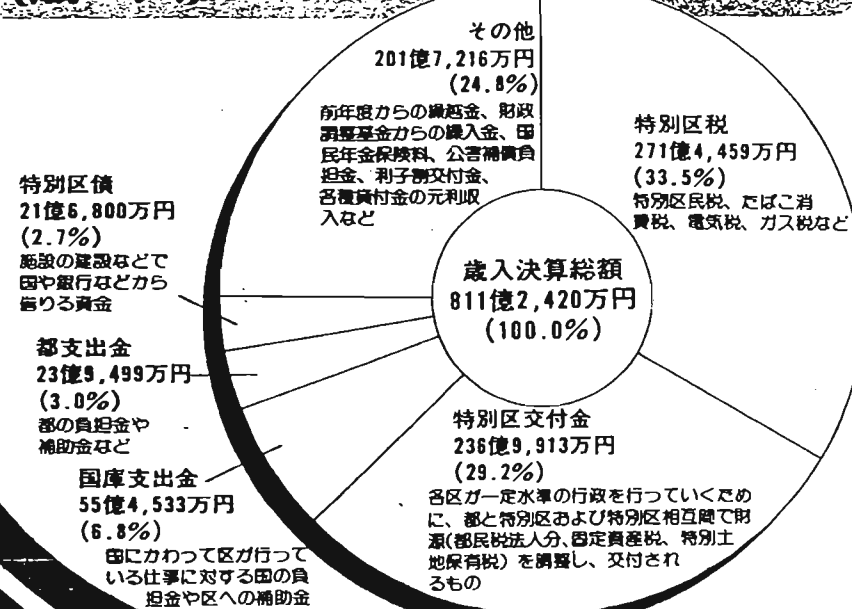 その他
201億7,216万円
(24.8%)
前年度からの繰越金、財政
調整基金からの繰入金、国
民年金保険料、公害補償負
担金、利子割交付金、
各種貸付金の元利収
入など
特別区税
271億4,459万円
(33.5%)
特別区民税、たばこ消
費税、電気税、ガス税など
特別区債
21億6,800万円
(2.7%)
施設の建設などで
国や銀行などから
借りる資金
歳入決算総額
811億2,420万円
(100.0%)
都支出金
23億9,499万円
(3.0%)
都の負担金や
補助金など
特別区交付金
236億9,913万円
(29.2%)
各区が一定水準の行政を行っていくため
に、都と特別区および特別区相互間で財
源(都民税法人分、固定資産税、特別土
地保有税)を調整し、交付され
るもの
国庫支出金
55億4,533万円
(6.8%)
国にかわって区が行って
いる仕事に対する国の負
担金や区への補助金